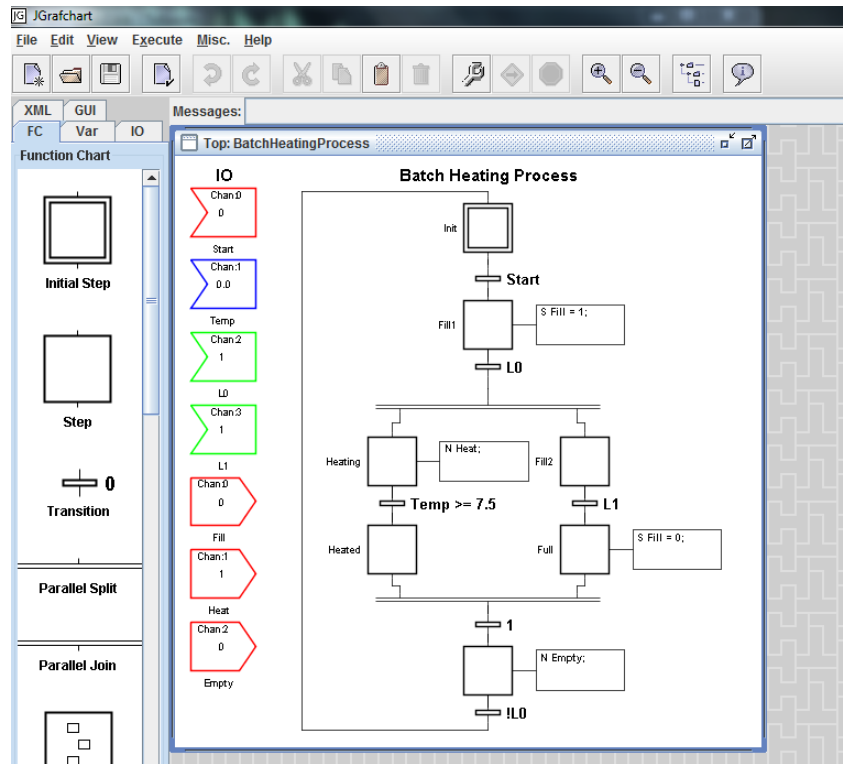 JG JGrafchart
File Edit View Execute Misc. Help
XML GUI
FC Var IO
Messages:
Function Chart
Initial Step
Step
0
Transition
Parallel Split
Parallel Join
Top: BatchHeatingProcess
IO
Chan:0
0
Start
Chan:1
0.0
Temp
Chan:2
1
L0
Chan:3
1
L1
Chan:0
0
Fill
Chan:1
1
Heat
Chan:2
0
Empty
Batch Heating Process
Init
Start
Fill1
S Fill = 1;
L0
Heating
N Heat;
Fill2
Temp >= 7.5
L1
Heated
Full
S Fill = 0;
1
N Empty;
!L0